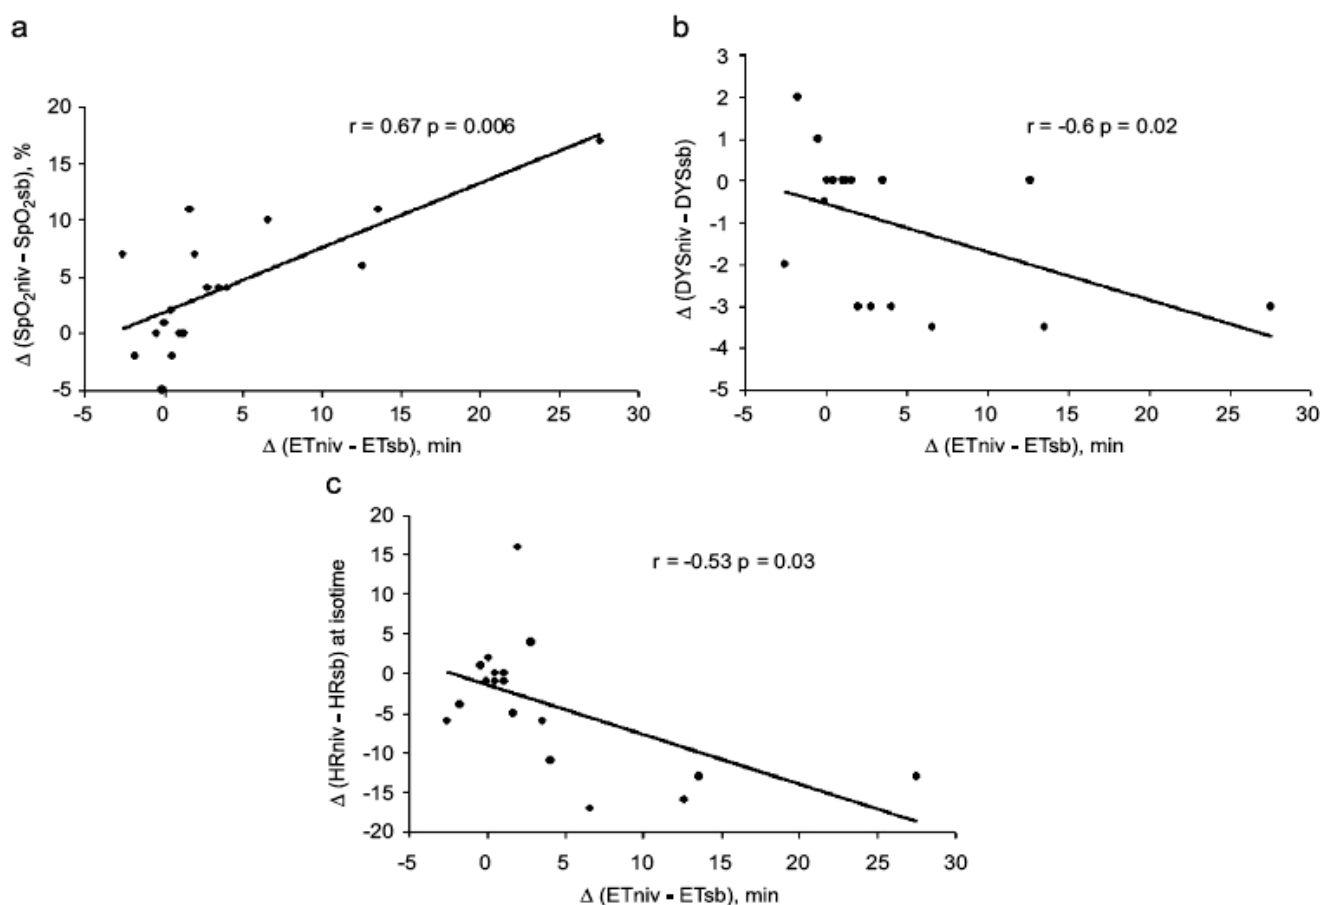 a
20
15
10
5
0
-5
-5 0 5 10 15 20 25 30
Δ (SpO₂niv - SpO₂sb), %
Δ (ETniv - ETsb), min
r = 0.67 p = 0.006
b
3
2
1
0
-1
-2
-3
-4
-5
-5 0 5 10 15 20 25 30
Δ (DYSniv - DYSsb)
Δ (ETniv - ETsb), min
r = -0.6 p = 0.02
c
20
15
10
5
0
-5
-10
-15
-20
-5 0 5 10 15 20 25 30
Δ (HRniv - HRsb) at isotime
Δ (ETniv - ETsb), min
r = -0.53 p = 0.03